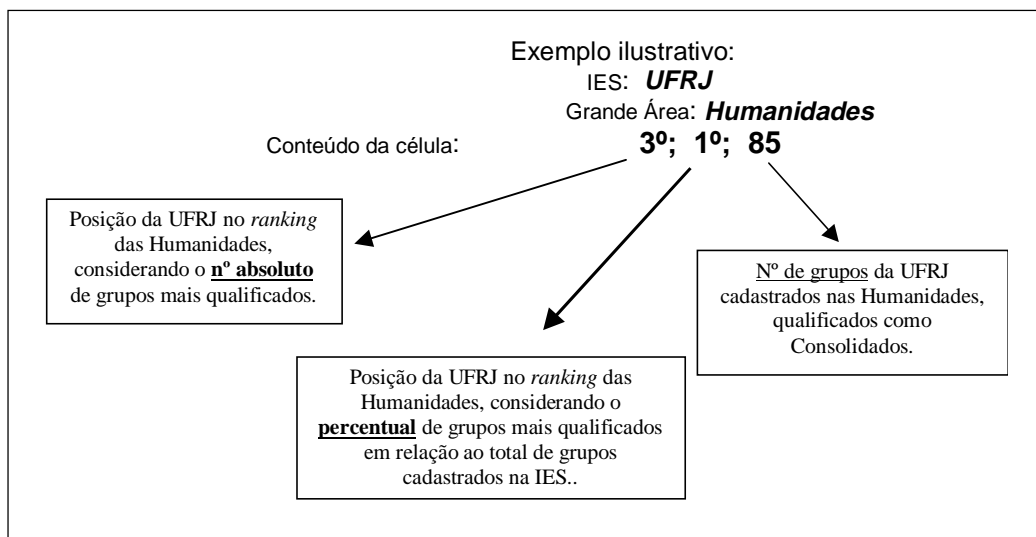 Exemplo ilustrativo:
IES: UFRJ
Grande Área: Humanidades
Conteúdo da célula: 3º; 1º; 85
Posição da UFRJ no ranking
das Humanidades,
considerando o nº absoluto
de grupos mais qualificados.
Posição da UFRJ no ranking das
Humanidades, considerando o
percentual de grupos mais qualificados
em relação ao total de grupos
cadastrados na IES..
Nº de grupos da UFRJ
cadastrados nas Humanidades,
qualificados como
Consolidados.